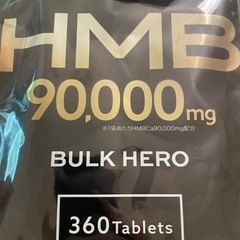 HMB
90,000mg
※1袋あたりHMBCa90,000mg配合
BULK HERO
360Tablets